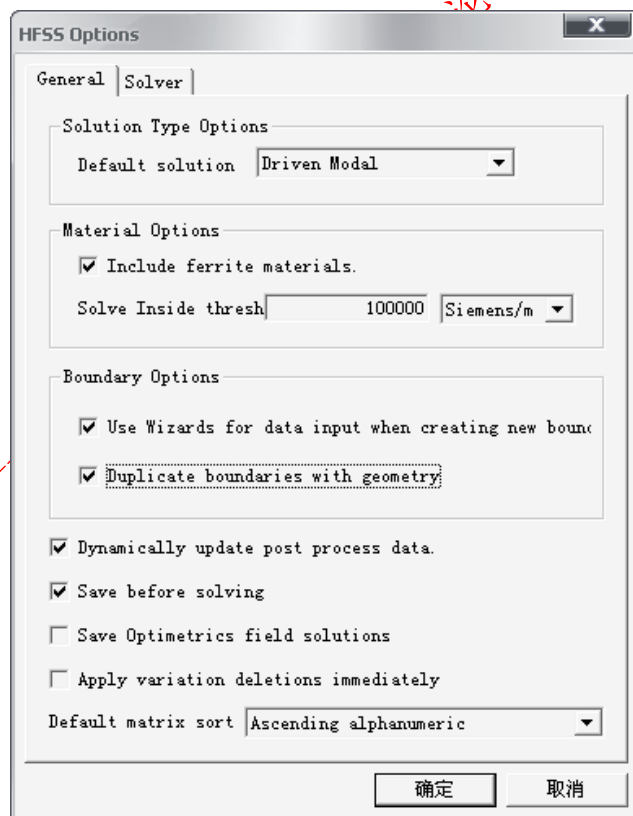 HFSS Options
General Solver
Solution Type Options
Default solution Driven Modal
Material Options
Include ferrite materials.
Solve Inside thresh 100000 Siemens/m
Boundary Options
Use Wizards for data input when creating new boun
Duplicate boundaries with geometry
Dynamically update post process data.
Save before solving
Save Optimetrics field solutions
Apply variation deletions immediately
Default matrix sort Ascending alphanumeric
确定 取消